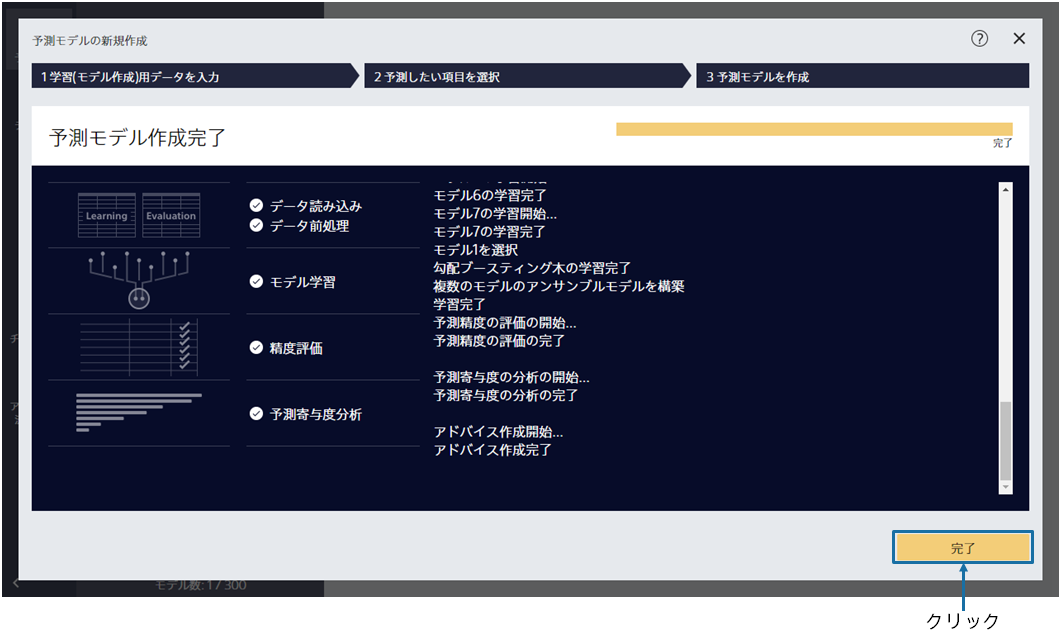 予測モデルの新規作成
?
1 学習(モデル作成)用データを入力
2 予測したい項目を選択
3 予測モデルを作成
予測モデル作成完了
完了
Learning
Evaluation
データ読み込み
データ前処理
モデル学習
精度評価
予測寄与度分析
モデル6の学習完了
モデル7の学習開始...
モデル7の学習完了
モデル1を選択
勾配ブースティング木の学習完了
複数のモデルのアンサンブルモデルを構築
学習完了
予測精度の評価の開始...
予測精度の評価の完了
予測寄与度の分析の開始...
予測寄与度の分析の完了
アドバイス作成開始...
アドバイス作成完了
完了
モデル数: 1 / 300
クリック